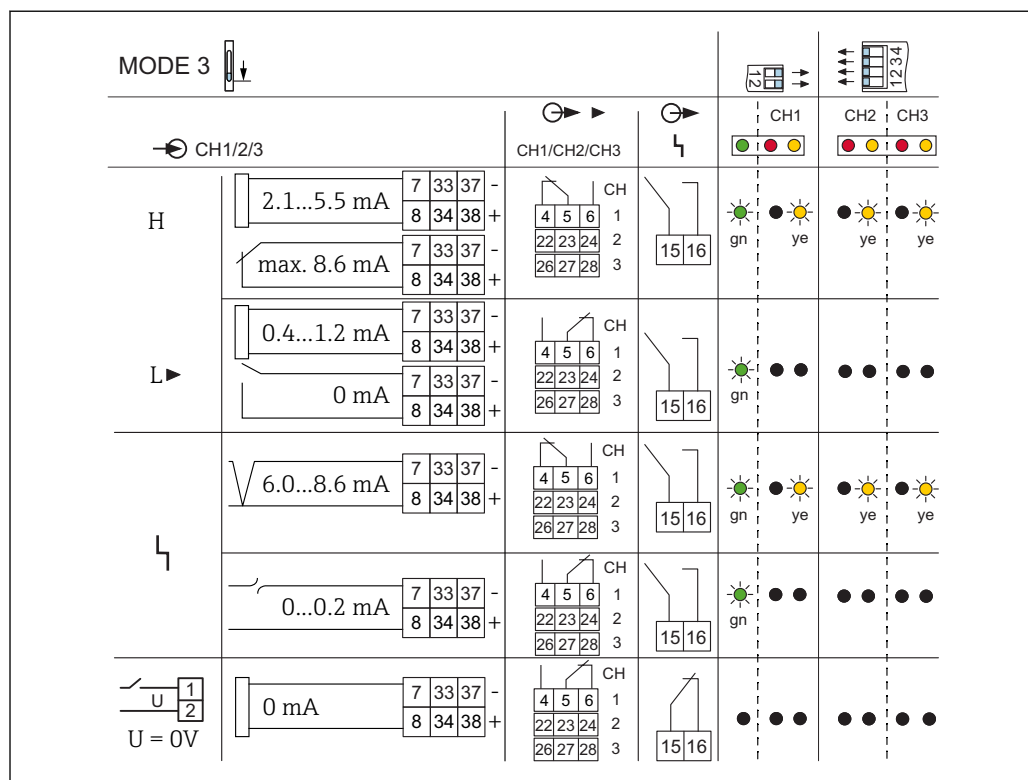 MODE 3
12
1234
CH1 CH2 CH3
CH1/2/3 CH1/CH2/CH3
H
2.1...5.5 mA 7 33 37 -
8 34 38 +
max. 8.6 mA 7 33 37 -
8 34 38 +
CH
4 5 6 1
22 23 24 2
26 27 28 3
15 16
gn ye ye ye
L
0.4...1.2 mA 7 33 37 -
8 34 38 +
0 mA 7 33 37 -
8 34 38 +
CH
4 5 6 1
22 23 24 2
26 27 28 3
15 16
gn
6.0...8.6 mA 7 33 37 -
8 34 38 +
CH
4 5 6 1
22 23 24 2
26 27 28 3
15 16
gn ye ye ye
0...0.2 mA 7 33 37 -
8 34 38 +
CH
4 5 6 1
22 23 24 2
26 27 28 3
15 16
gn
1
U
2
U = 0V
0 mA 7 33 37 -
8 34 38 +
CH
4 5 6 1
22 23 24 2
26 27 28 3
15 16